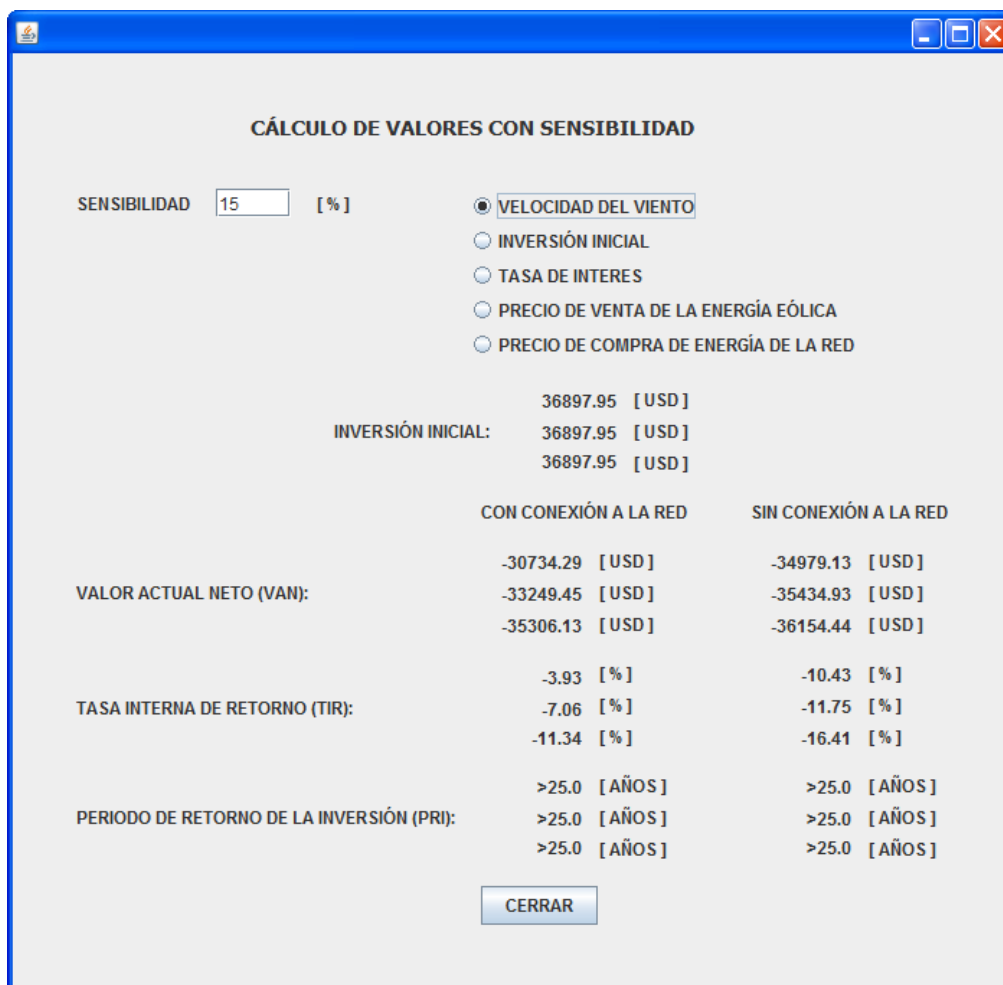 CÁLCULO DE VALORES CON SENSIBILIDAD
SENSIBILIDAD 15 [ % ]
VELOCIDAD DEL VIENTO
INVERSIÓN INICIAL
TASA DE INTERES
PRECIO DE VENTA DE LA ENERGÍA EÓLICA
PRECIO DE COMPRA DE ENERGÍA DE LA RED
36897.95 [ USD ]
INVERSIÓN INICIAL: 36897.95 [ USD ]
36897.95 [ USD ]
CON CONEXIÓN A LA RED SIN CONEXIÓN A LA RED
-30734.29 [ USD ] -34979.13 [ USD ]
VALOR ACTUAL NETO (VAN): -33249.45 [ USD ] -35434.93 [ USD ]
-35306.13 [ USD ] -36154.44 [ USD ]
-3.93 [ % ] -10.43 [ % ]
TASA INTERNA DE RETORNO (TIR): -7.06 [ % ] -11.75 [ % ]
-11.34 [ % ] -16.41 [ % ]
>25.0 [ AÑOS ] >25.0 [ AÑOS ]
PERIODO DE RETORNO DE LA INVERSIÓN (PRI): >25.0 [ AÑOS ] >25.0 [ AÑOS ]
>25.0 [ AÑOS ] >25.0 [ AÑOS ]
CERRAR